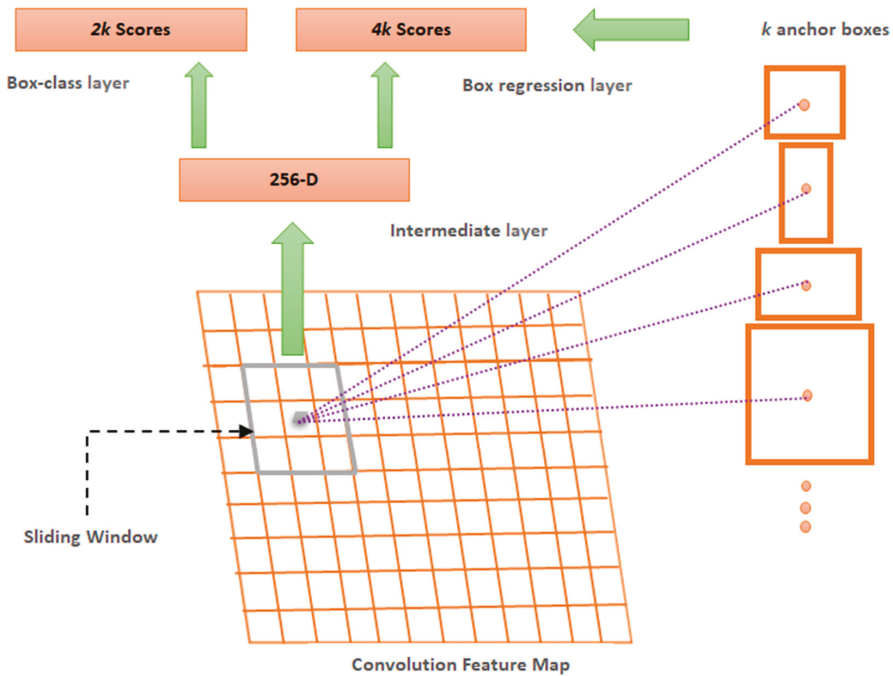 2k Scores
4k Scores
k anchor boxes
Box-class layer
Box regression layer
256-D
Intermediate layer
Sliding Window
Convolution Feature Map